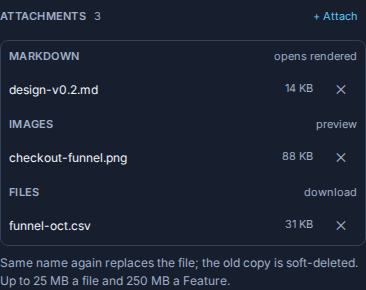 ATTACHMENTS 3 + Attach
MARKDOWN opens rendered
design-v0.2.md 14 KB ×
IMAGES preview
checkout-funnel.png 88 KB ×
FILES download
funnel-oct.csv 31 KB ×
Same name again replaces the file; the old copy is soft-deleted.
Up to 25 MB a file and 250 MB a Feature.